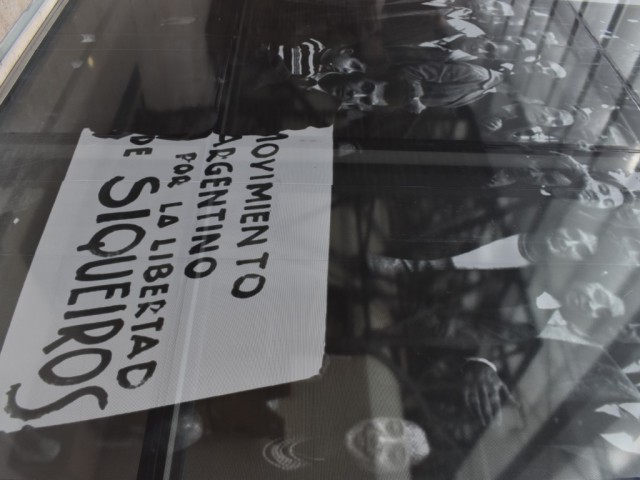 MOVIMIENTO
ARGENTINO
POR LA LIBERTAD
DE SIQUEIROS